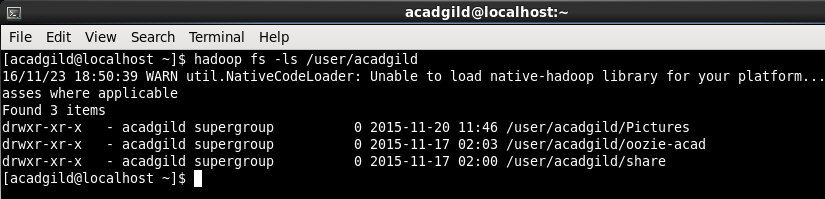 acadgild@localhost:~
File Edit View Search Terminal Help
[acadgild@localhost ~]$ hadoop fs -ls /user/acadgild
16/11/23 18:50:39 WARN util.NativeCodeLoader: Unable to load native-hadoop library for your platform...
asses where applicable
Found 3 items
drwxr-xr-x   - acadgild supergroup          0 2015-11-20 11:46 /user/acadgild/Pictures
drwxr-xr-x   - acadgild supergroup          0 2015-11-17 02:03 /user/acadgild/oozie-acad
drwxr-xr-x   - acadgild supergroup          0 2015-11-17 02:00 /user/acadgild/share
[acadgild@localhost ~]$